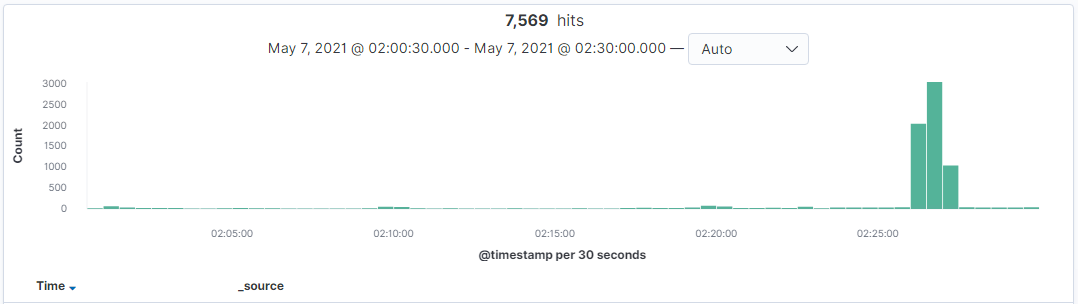 7,569 hits
May 7, 2021 @ 02:00:30.000 - May 7, 2021 @ 02:30:00.000 — Auto
3000
2500
2000
1500
1000
500
0
Count
02:05:00 02:10:00 02:15:00 02:20:00 02:25:00
@timestamp per 30 seconds
Time _source